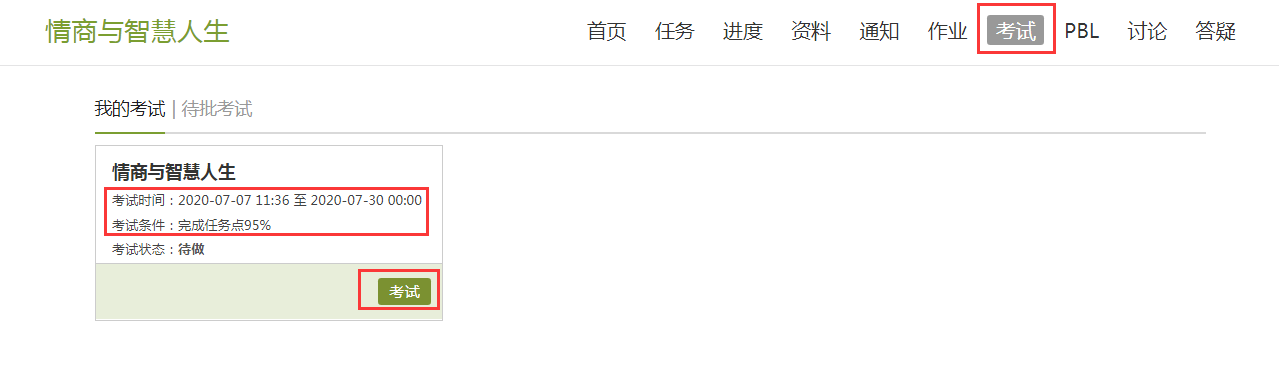 情商与智慧人生 首页 任务 进度 资料 通知 作业 考试 PBL 讨论 答疑
我的考试 | 待批考试
情商与智慧人生
考试时间：2020-07-07 11:36 至 2020-07-30 00:00
考试条件：完成任务点95%
考试状态：待做
考试